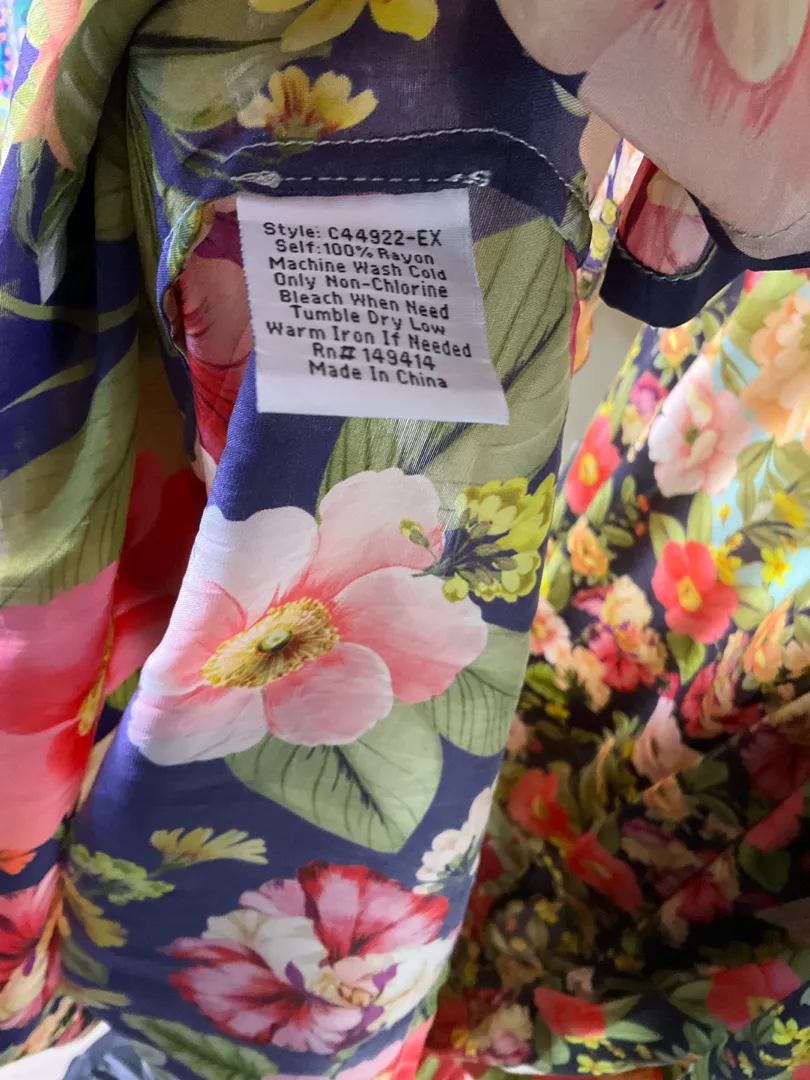 Style: C44922-EX
Self:100% Rayon
Machine Wash Cold
Only Non-Chlorine
Bleach When Need
Tumble Dry Low
Warm Iron If Needed
Rn# 149414
Made In China